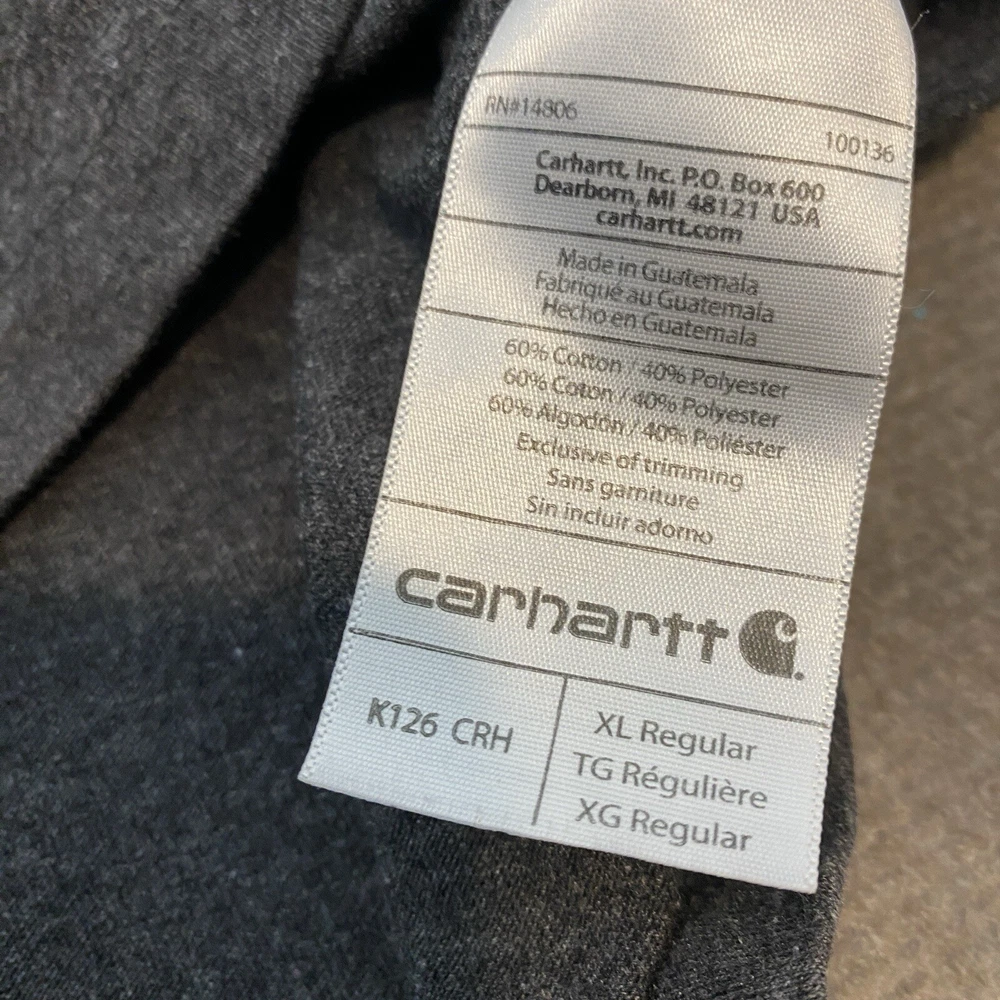 RN#14806
100136
Carhartt, Inc. P.O. Box 600
Dearborn, MI 48121 USA
carhartt.com
Made in Guatemala
Fabriqué au Guatemala
Hecho en Guatemala
60% Cotton / 40% Polyester
60% Coton / 40% Polyester
60% Algodón / 40% Poliéster
Exclusive of trimming
Sans garniture
Sin incluir adorno
carhartt
K126 CRH
XL Regular
TG Régulière
XG Regular